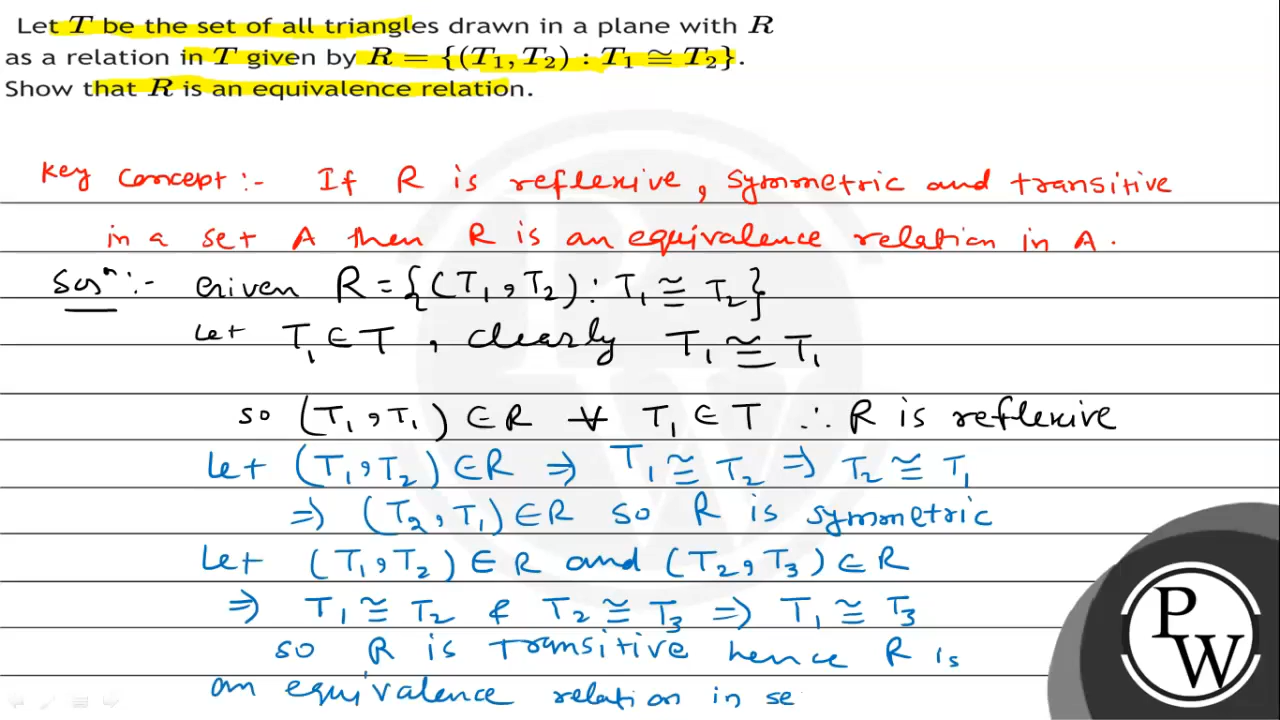 Let T be the set of all triangles drawn in a plane with R
as a relation in T given by R = {(T₁, T₂) : T₁ ≅ T₂}.
Show that R is an equivalence relation.
Key Concept :- If R is reflexive, symmetric and transitive
in a set A then R is an equivalence relation in A.
Solⁿ :- Given R = {(T₁, T₂) : T₁ ≅ T₂}
Let T₁ ∈ T, clearly T₁ ≅ T₁
so (T₁, T₁) ∈ R ∀ T₁ ∈ T ∴ R is reflexive
Let (T₁, T₂) ∈ R ⇒ T₁ ≅ T₂ ⇒ T₂ ≅ T₁
⇒ (T₂, T₁) ∈ R so R is symmetric
Let (T₁, T₂) ∈ R and (T₂, T₃) ∈ R
⇒ T₁ ≅ T₂ & T₂ ≅ T₃ ⇒ T₁ ≅ T₃
so R is transitive hence R is
an equivalence relation in se
PW